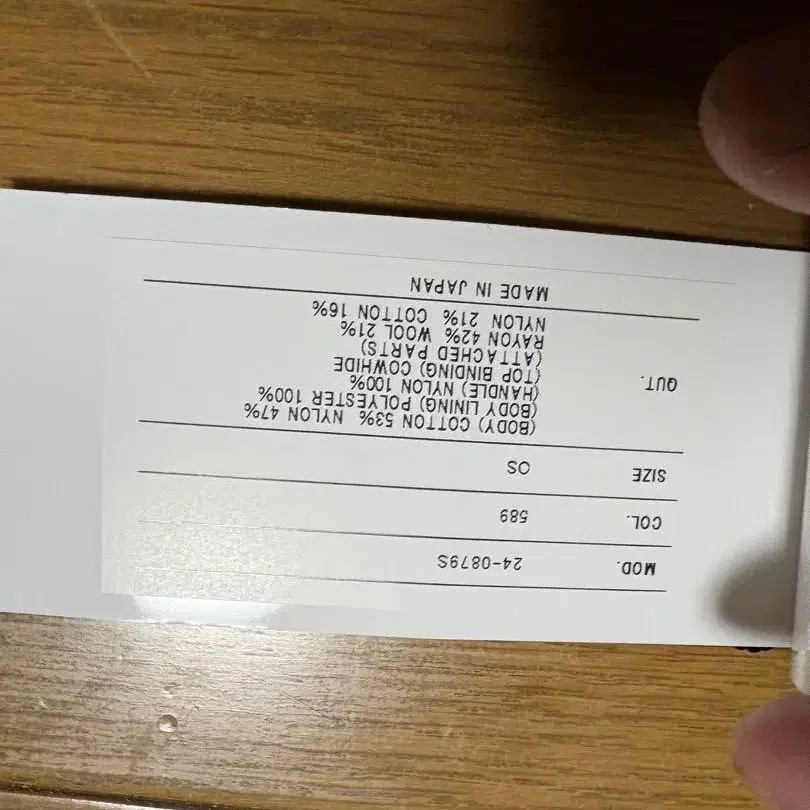 MOD. 24-0879S
COL. 589
SIZE OS
QUT. (BODY) COTTON 53% NYLON 47%
(BODY LINING) POLYESTER 100%
(HANDLE) NYLON 100%
(TOP BINDING) COWHIDE
(ATTACHED PARTS)
RAYON 42% WOOL 21%
NYLON 21% COTTON 16%
MADE IN JAPAN